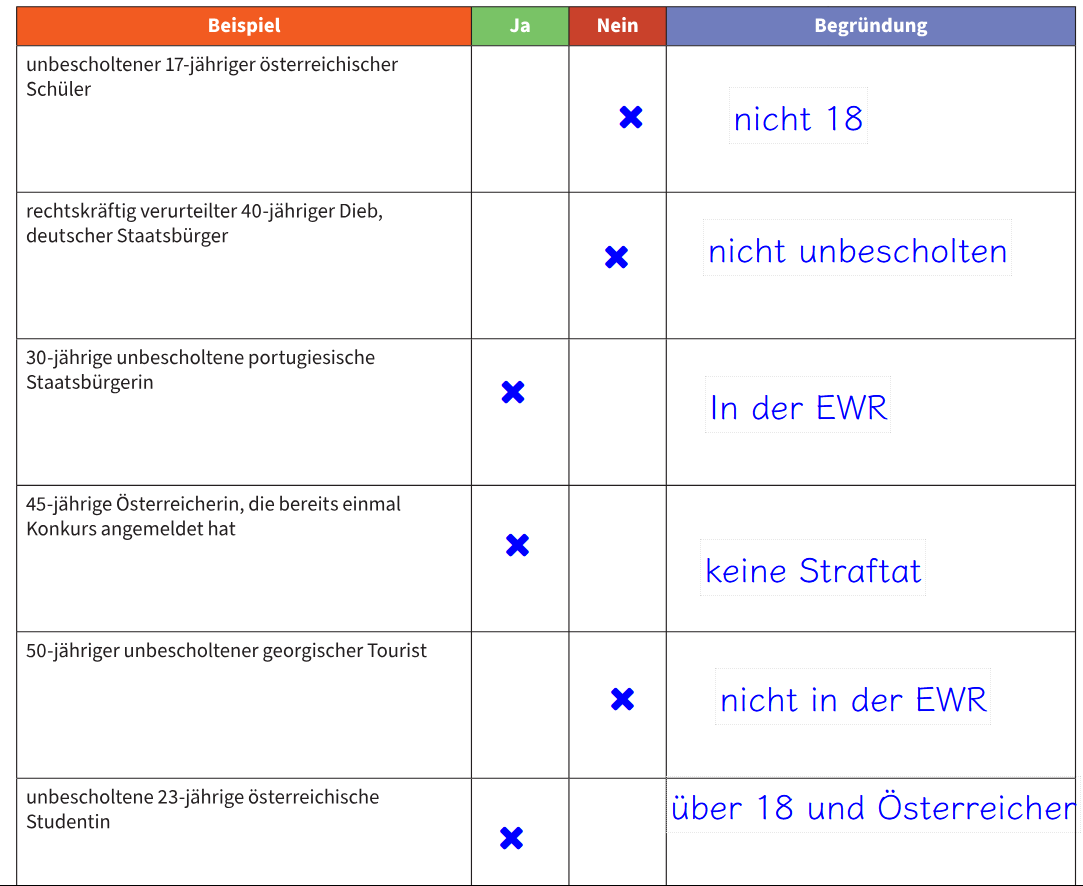 Beispiel Ja Nein Begründung
unbescholtener 17-jähriger österreichischer
Schüler
nicht 18
rechtskräftig verurteilter 40-jähriger Dieb,
deutscher Staatsbürger
nicht unbescholten
30-jährige unbescholtene portugiesische
Staatsbürgerin
In der EWR
45-jährige Österreicherin, die bereits einmal
Konkurs angemeldet hat
keine Straftat
50-jähriger unbescholtener georgischer Tourist
nicht in der EWR
unbescholtene 23-jährige österreichische
Studentin
über 18 und Österreicher